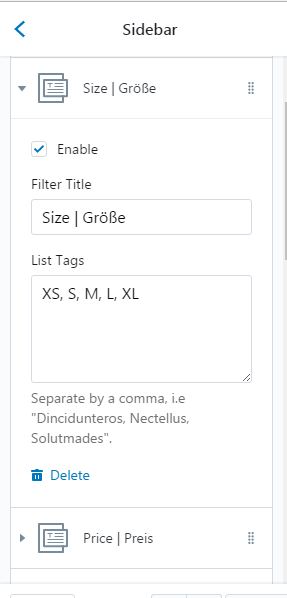 Sidebar
Size | Größe
Enable
Filter Title
Size | Größe
List Tags
XS, S, M, L, XL
Separate by a comma, i.e
"Dincidunteros, Nectellus,
Solutmades".
Delete
Price | Preis